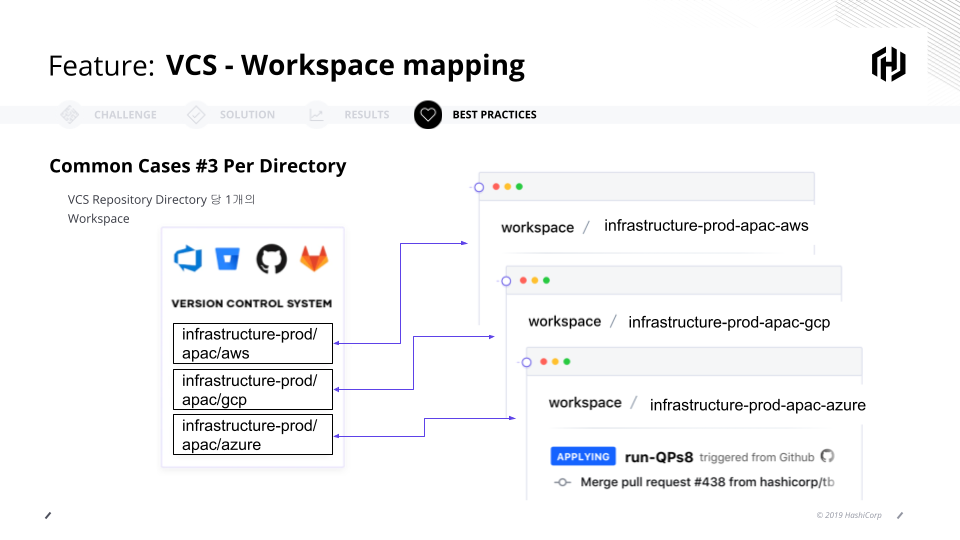 Feature: VCS - Workspace mapping
CHALLENGE SOLUTION RESULTS BEST PRACTICES
Common Cases #3 Per Directory
VCS Repository Directory 당 1개의
Workspace
VERSION CONTROL SYSTEM
infrastructure-prod/
apac/aws
infrastructure-prod/
apac/gcp
infrastructure-prod/
apac/azure
workspace / infrastructure-prod-apac-aws
workspace / infrastructure-prod-apac-gcp
workspace / infrastructure-prod-apac-azure
APPLYING run-QPs8 triggered from Github
Merge pull request #438 from hashicorp/tb
© 2019 HashiCorp